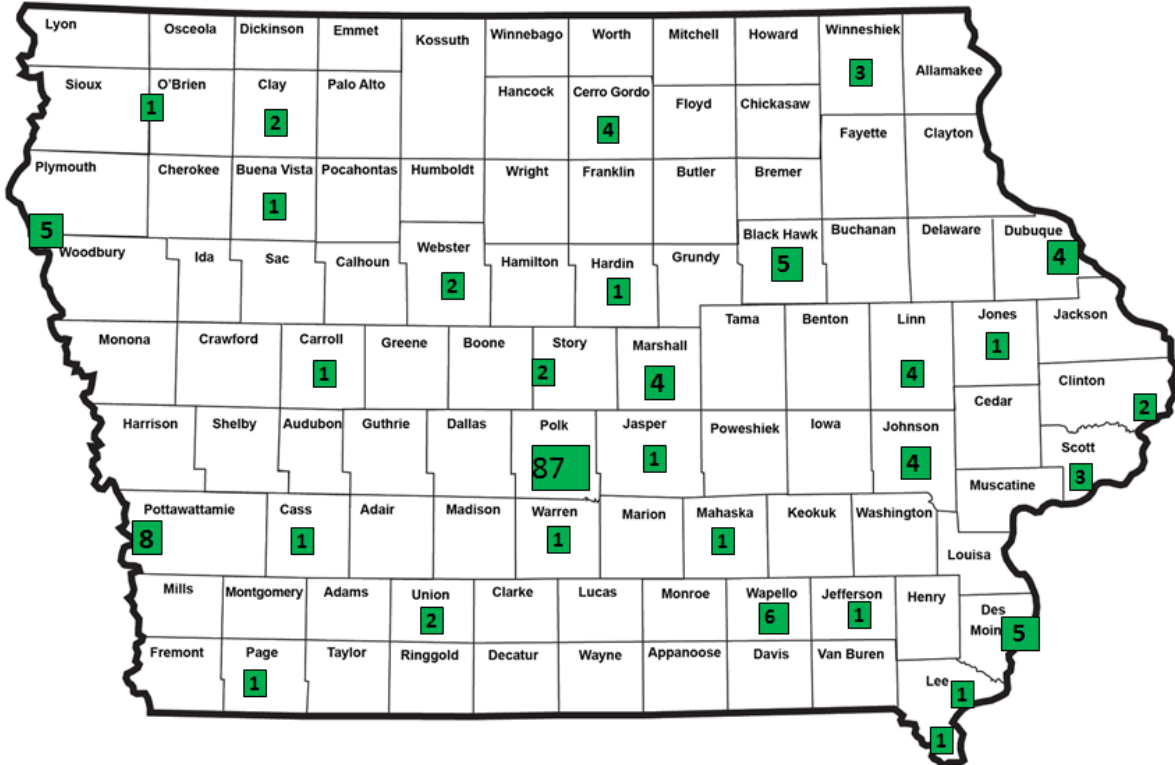 Lyon
Osceola
Dickinson
Emmet
Kossuth
Winnebago
Worth
Mitchell
Howard
Winneshiek
3
Allamakee
Sioux
1
O'Brien
Clay
2
Palo Alto
Hancock
Cerro Gordo
4
Floyd
Chickasaw
Fayette
Clayton
Plymouth
5
Cherokee
Buena Vista
1
Pocahontas
Humboldt
Wright
Franklin
Butler
Bremer
Woodbury
Ida
Sac
Calhoun
Webster
2
Hamilton
Hardin
1
Grundy
Black Hawk
5
Buchanan
Delaware
Dubuque
4
Monona
Crawford
Carroll
1
Greene
Boone
Story
2
Marshall
4
Tama
Benton
Linn
4
Jones
1
Jackson
Clinton
2
Cedar
Harrison
Shelby
Audubon
Guthrie
Dallas
Polk
87
Jasper
1
Poweshiek
Iowa
Johnson
4
Scott
3
Muscatine
Pottawattamie
8
Cass
1
Adair
Madison
Warren
1
Marion
Mahaska
1
Keokuk
Washington
Louisa
Mills
Montgomery
Adams
Union
2
Clarke
Lucas
Monroe
Wapello
6
Jefferson
1
Henry
Des
Moin
5
Fremont
Page
1
Taylor
Ringgold
Decatur
Wayne
Appanoose
Davis
Van Buren
Lee
1
1